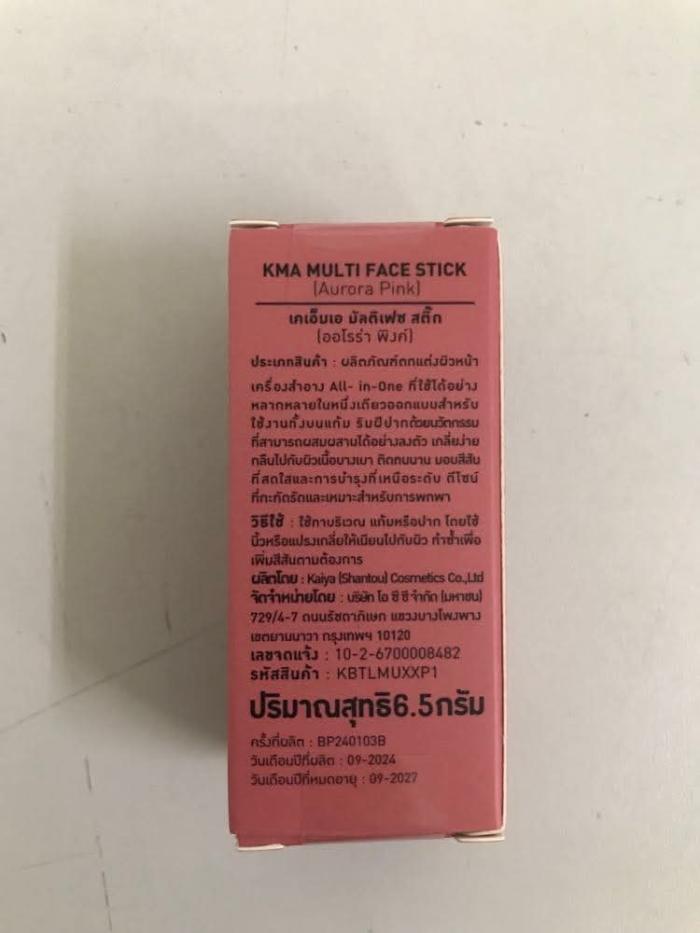 KMA MULTI FACE STICK
(Aurora Pink)
เคเอ็มเอ มัลติเฟซ สติ๊ก
(ออโรร่า พิงค์)
ประเภทสินค้า : ผลิตภัณฑ์ตกแต่งผิวหน้า
เครื่องสำอาง All- in-One ที่ใช้ได้อย่าง
หลากหลายในหนึ่งเดียวออกแบบสำหรับ
ใช้งานทั้งบนแก้ม ริมฝีปากด้วยนวัตกรรม
ที่สามารถผสมผสานได้อย่างลงตัว เกลี่ยง่าย
กลืนไปกับผิวเนื้อบางเบา ติดทนนาน มอบสีสัน
ที่สดใสและการบำรุงที่เหนือระดับ ดีไซน์
ที่กะทัดรัดและเหมาะสำหรับการพกพา
วิธีใช้ : ใช้ทาบริเวณ แก้มหรือปาก โดยใช้
นิ้วหรือแปรงเกลี่ยให้เนียนไปกับผิว ทำซ้ำเพื่อ
เพิ่มสีสันตามต้องการ
ผลิตโดย : Kaiya (Shantou) Cosmetics Co.,Ltd
จัดจำหน่ายโดย : บริษัท โอ ซี ซี จำกัด (มหาชน)
729/4-7 ถนนรัชดาภิเษก แขวงบางโพงพาง
เขตยานนาวา กรุงเทพฯ 10120
เลขจดแจ้ง : 10-2-6700008482
รหัสสินค้า : KBTLMUXXP1
ปริมาณสุทธิ6.5กรัม
ครั้งที่ผลิต : BP240103B
วันเดือนปีที่ผลิต : 09-2024
วันเดือนปีที่หมดอายุ : 09-2027